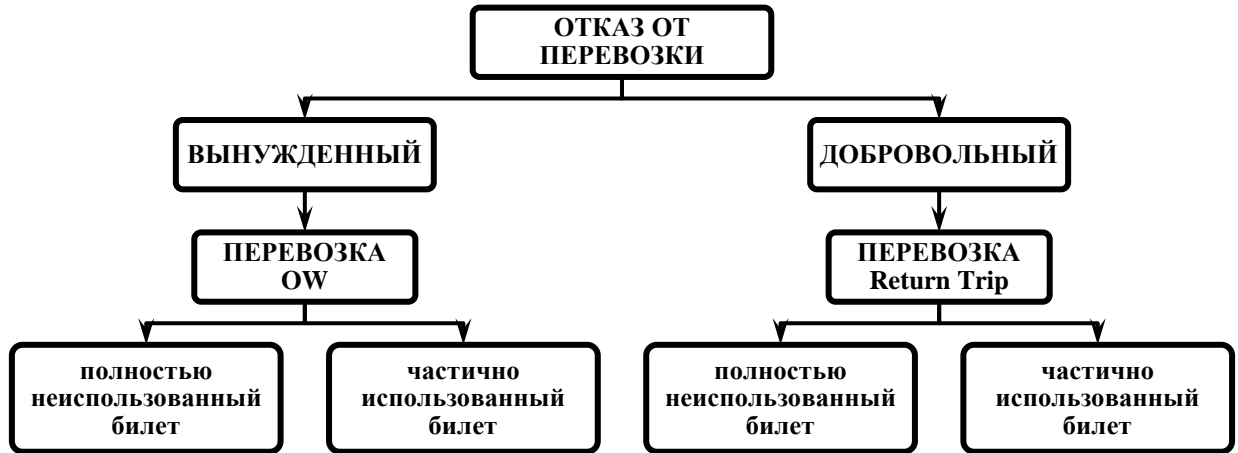 ОТКАЗ ОТ
ПЕРЕВОЗКИ
ВЫНУЖДЕННЫЙ
ДОБРОВОЛЬНЫЙ
ПЕРЕВОЗКА
OW
ПЕРЕВОЗКА
Return Trip
полностью
неиспользованный
билет
частично
использованный
билет
полностью
неиспользованный
билет
частично
использованный
билет